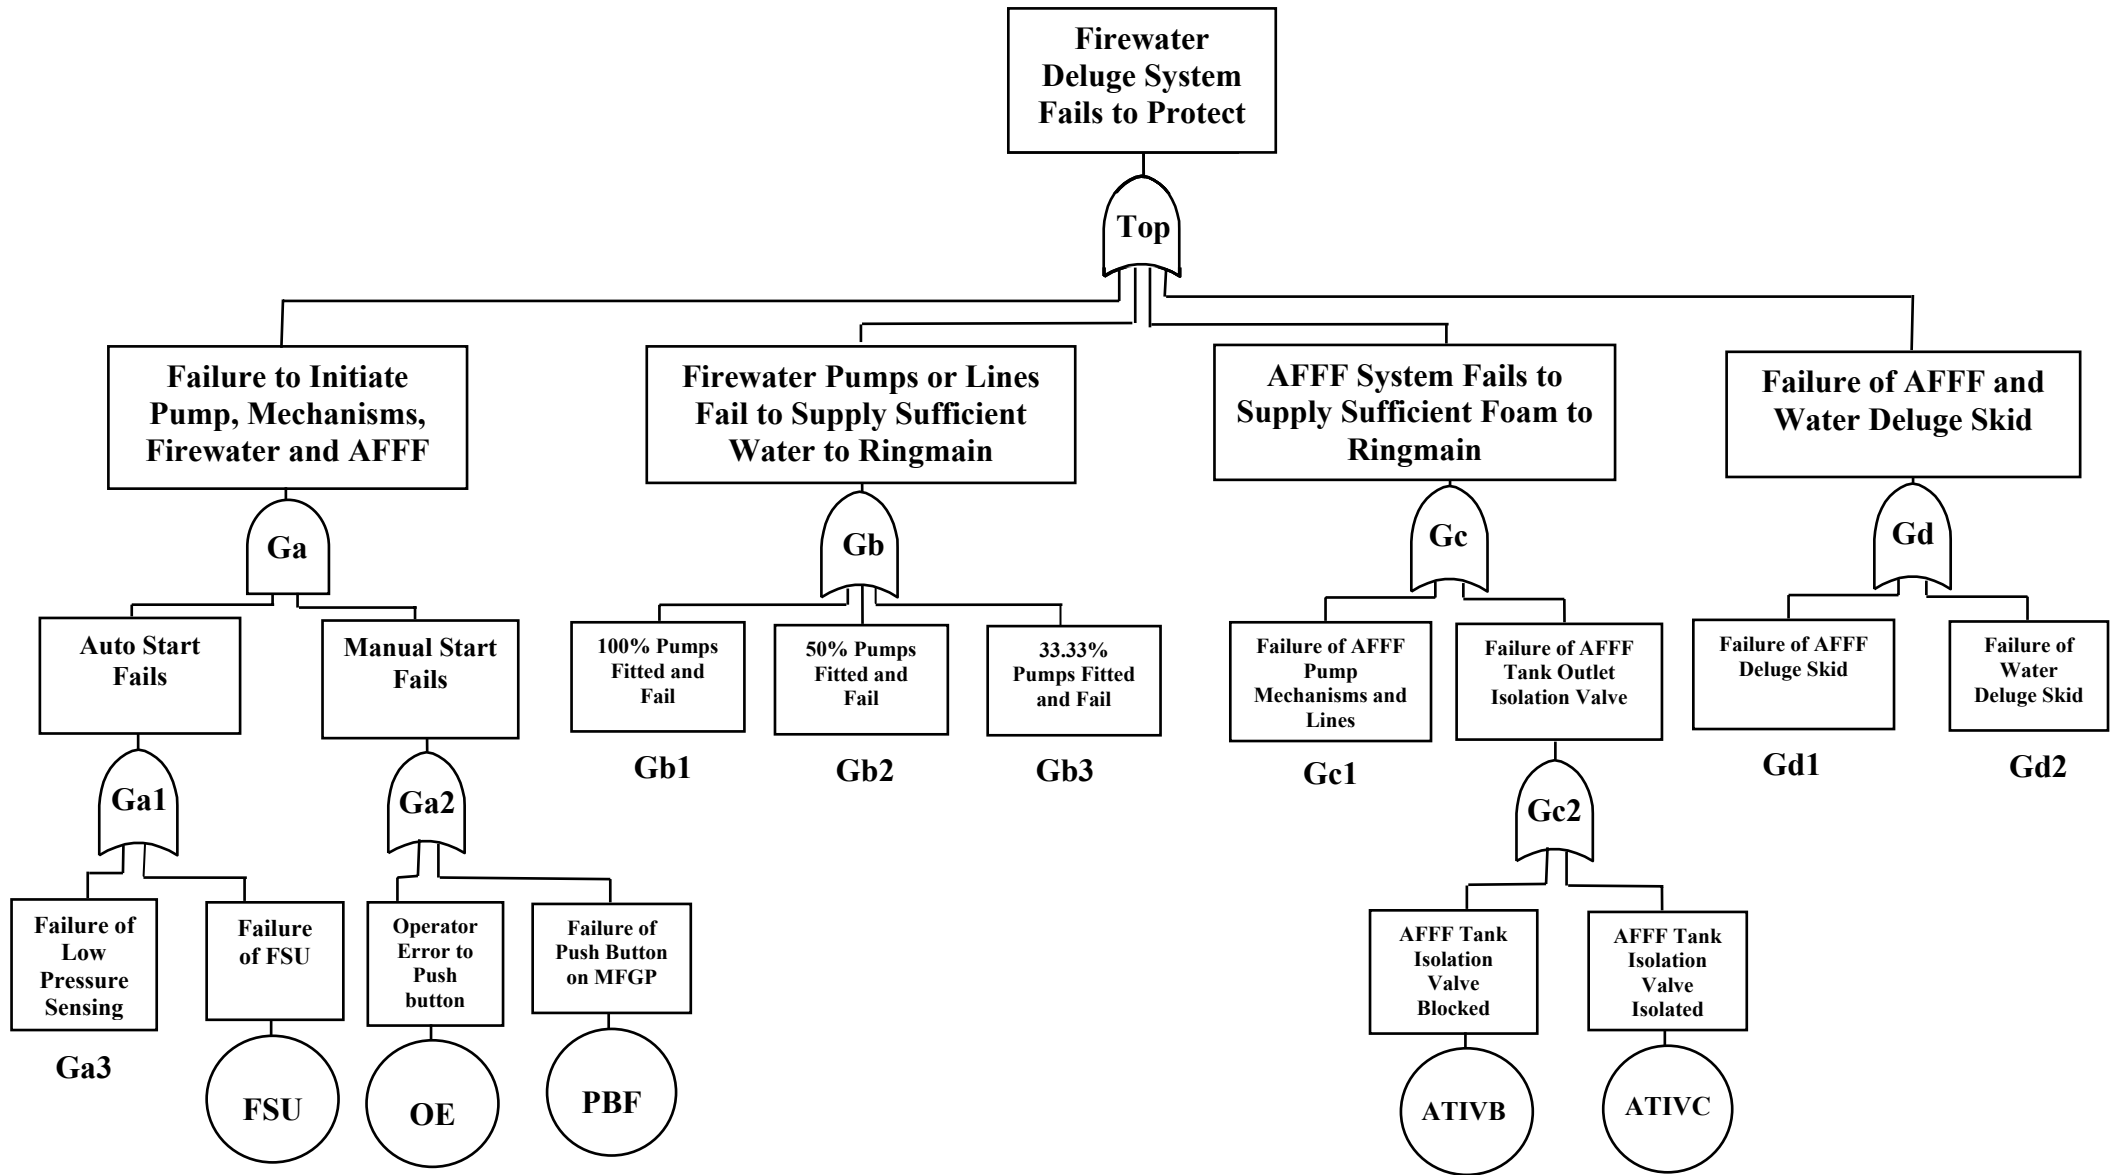 Firewater
Deluge System
Fails to Protect
Top
Failure to Initiate
Pump, Mechanisms,
Firewater and AFFF
Firewater Pumps or Lines
Fail to Supply Sufficient
Water to Ringmain
AFFF System Fails to
Supply Sufficient Foam to
Ringmain
Failure of AFFF and
Water Deluge Skid
Ga
Gb
Gc
Gd
Auto Start
Fails
Manual Start
Fails
100% Pumps
Fitted and
Fail
50% Pumps
Fitted and
Fail
33.33%
Pumps Fitted
and Fail
Failure of AFFF
Pump
Mechanisms and
Lines
Failure of AFFF
Tank Outlet
Isolation Valve
Failure of AFFF
Deluge Skid
Failure of
Water
Deluge Skid
Gb1
Gb2
Gb3
Gc1
Gd1
Gd2
Ga1
Ga2
Gc2
Failure of
Low
Pressure
Sensing
Failure
of FSU
Operator
Error to
Push
button
Failure of
Push Button
on MFGP
AFFF Tank
Isolation
Valve
Blocked
AFFF Tank
Isolation
Valve
Isolated
Ga3
FSU
OE
PBF
ATIVB
ATIVC